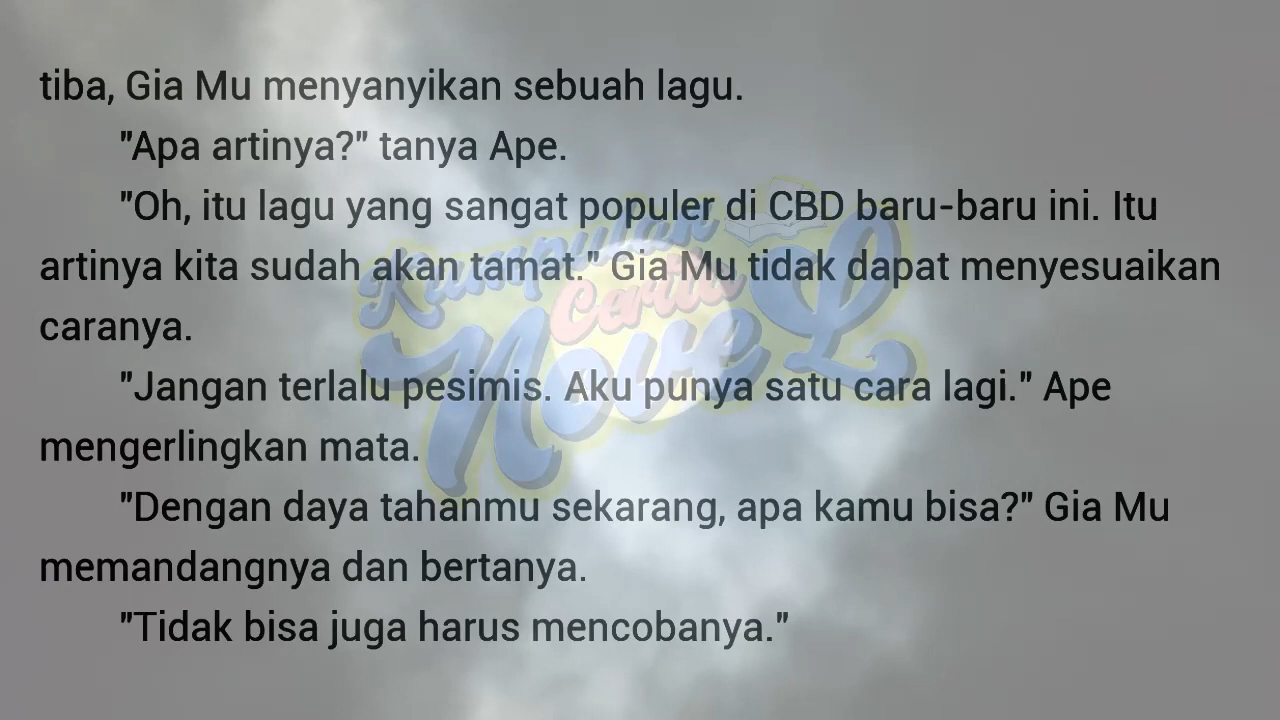 tiba, Gia Mu menyanyikan sebuah lagu.
"Apa artinya?" tanya Ape.
"Oh, itu lagu yang sangat populer di CBD baru-baru ini. Itu
artinya kita sudah akan tamat." Gia Mu tidak dapat menyesuaikan
caranya.
"Jangan terlalu pesimis. Aku punya satu cara lagi." Ape
mengerlingkan mata.
"Dengan daya tahanmu sekarang, apa kamu bisa?" Gia Mu
memandangnya dan bertanya.
"Tidak bisa juga harus mencobanya."
Kumpulan
Cerita
NoveL